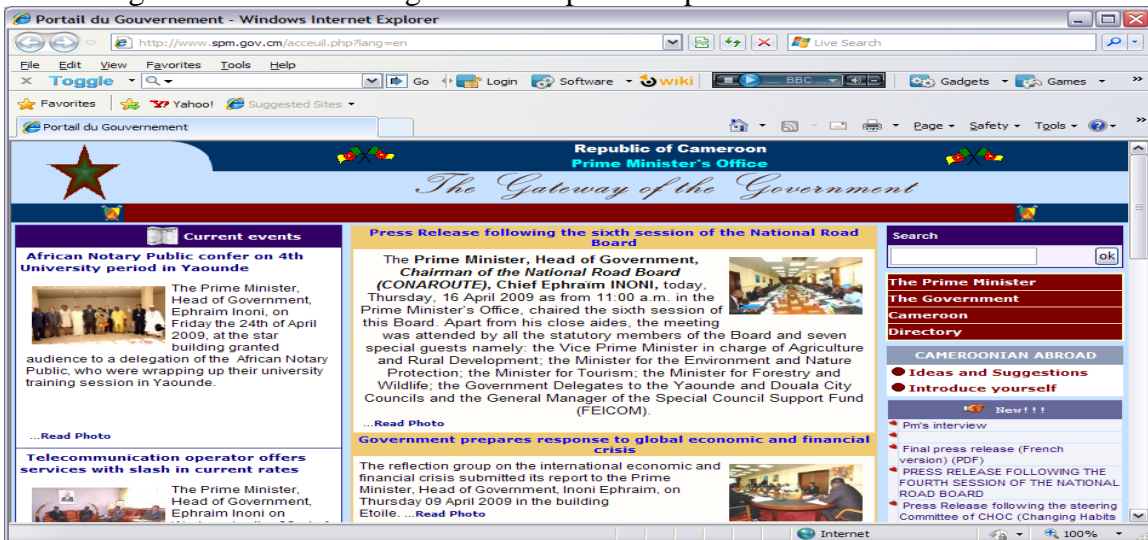 Portail du Gouvernement - Windows Internet Explorer
http://www.spm.gov.cm/acceuil.php?lang=en
Live Search
File Edit View Favorites Tools Help
Toggle Go Login Software wiki BBC Gadgets Games
Favorites Yahoo! Suggested Sites
Portail du Gouvernement
Page Safety Tools
Republic of Cameroon
Prime Minister's Office
The Gateway of the Government
Current events
African Notary Public confer on 4th
University period in Yaounde
The Prime Minister,
Head of Government,
Ephraim Inoni, on
Friday the 24th of April
2009, at the star
building granted
audience to a delegation of the African Notary
Public, who were wrapping up their university
training session in Yaounde.
...Read Photo
Telecommunication operator offers
services with slash in current rates
The Prime Minister,
Head of Government,
Ephraim Inoni on
Press Release following the sixth session of the National Road
Board
The Prime Minister, Head of Government,
Chairman of the National Road Board
(CONAROUTE), Chief Ephraïm INONI, today,
Thursday, 16 April 2009 as from 11:00 a.m. in the
Prime Minister's Office, chaired the sixth session of
this Board. Apart from his close aides, the meeting
was attended by all the statutory members of the Board and seven
special guests namely: the Vice Prime Minister in charge of Agriculture
and Rural Development; the Minister for the Environment and Nature
Protection; the Minister for Tourism; the Minister for Forestry and
Wildlife; the Government Delegates to the Yaounde and Douala City
Councils and the General Manager of the Special Council Support Fund
(FEICOM).
...Read Photo
Government prepares response to global economic and financial
crisis
The reflection group on the international economic and
financial crisis submitted its report to the Prime
Minister, Head of Government, Inoni Ephraim, on
Thursday 09 April 2009 in the building
Etoile. ...Read Photo
Search
ok
The Prime Minister
The Government
Cameroon
Directory
CAMEROONIAN ABROAD
Ideas and Suggestions
Introduce yourself
New!!!
Pm's interview
Final press release (French
version) (PDF)
PRESS RELEASE FOLLOWING THE
FOURTH SESSION OF THE NATIONAL
ROAD BOARD
Press Release following the steering
Committee of CHOC (Changing Habits
Internet
100%